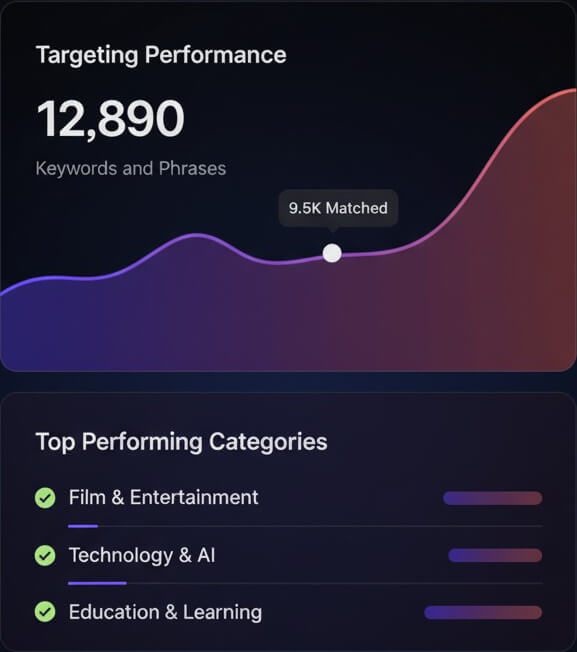 Targeting Performance
12,890
Keywords and Phrases
9.5K Matched
Top Performing Categories
Film & Entertainment
Technology & AI
Education & Learning